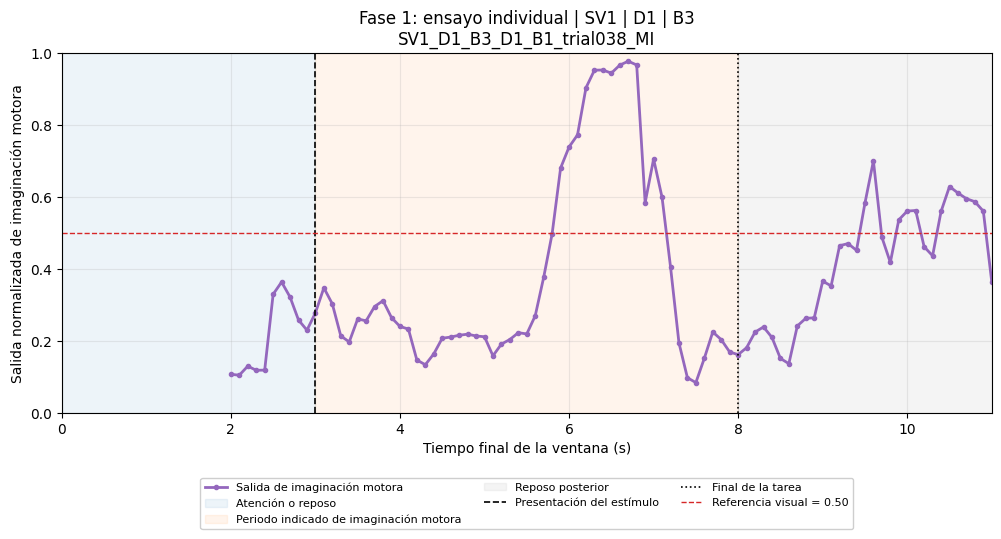 Fase 1: ensayo individual | SV1 | D1 | B3
SV1_D1_B3_D1_B1_trial038_MI
Salida normalizada de imaginación motora
1.0
0.8
0.6
0.4
0.2
0.0
0
2
4
6
8
10
Tiempo final de la ventana (s)
Salida de imaginación motora
Atención o reposo
Periodo indicado de imaginación motora
Reposo posterior
Presentación del estímulo
Final de la tarea
Referencia visual = 0.50